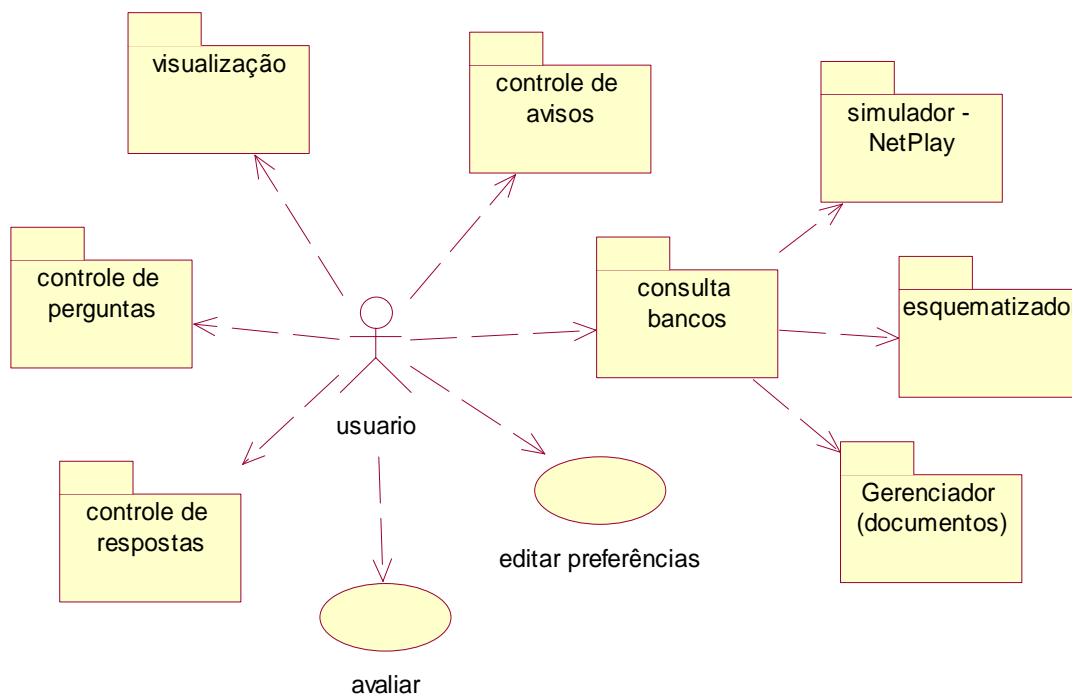 visualização
controle de
avisos
simulador -
NetPlay
controle de
perguntas
consulta
bancos
esquematizador
usuario
controle de
respostas
editar preferências
Gerenciador
(documentos)
avaliar